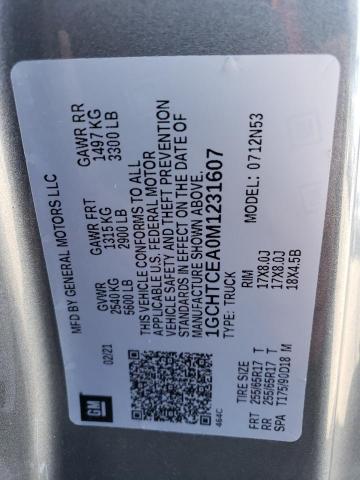 GM
MFD BY GENERAL MOTORS LLC
02/21
GVWR GAWR FRT GAWR RR
2540 KG 1315 KG 1497 KG
5600 LB 2900 LB 3300 LB
THIS VEHICLE CONFORMS TO ALL
APPLICABLE U.S. FEDERAL MOTOR
VEHICLE SAFETY AND THEFT PREVENTION
STANDARDS IN EFFECT ON THE DATE OF
MANUFACTURE SHOWN ABOVE.
1GCHTCEA0M1231607
TYPE: TRUCK
MODEL: 0712N53
464C
TIRE SIZE RIM
FRT 255/65R17 T 17X8.0J
RR 255/65R17 T 17X8.0J
SPA T175/90D18 M 18X4.5B